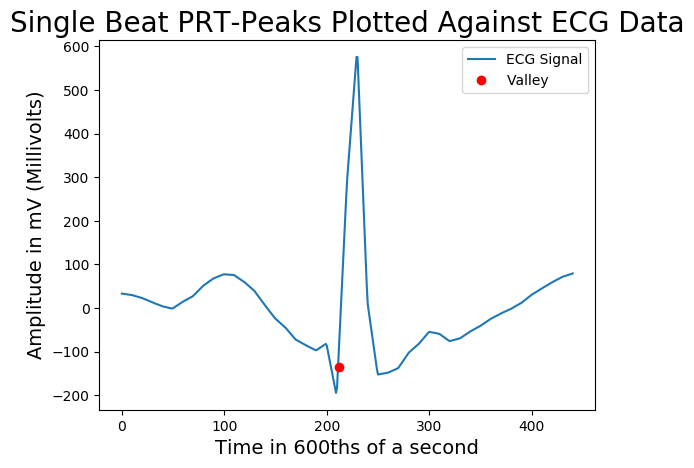 Single Beat PRT-Peaks Plotted Against ECG Data
ECG Signal
Valley
Amplitude in mV (Millivolts)
600
500
400
300
200
100
0
−100
−200
0 100 200 300 400
Time in 600ths of a second